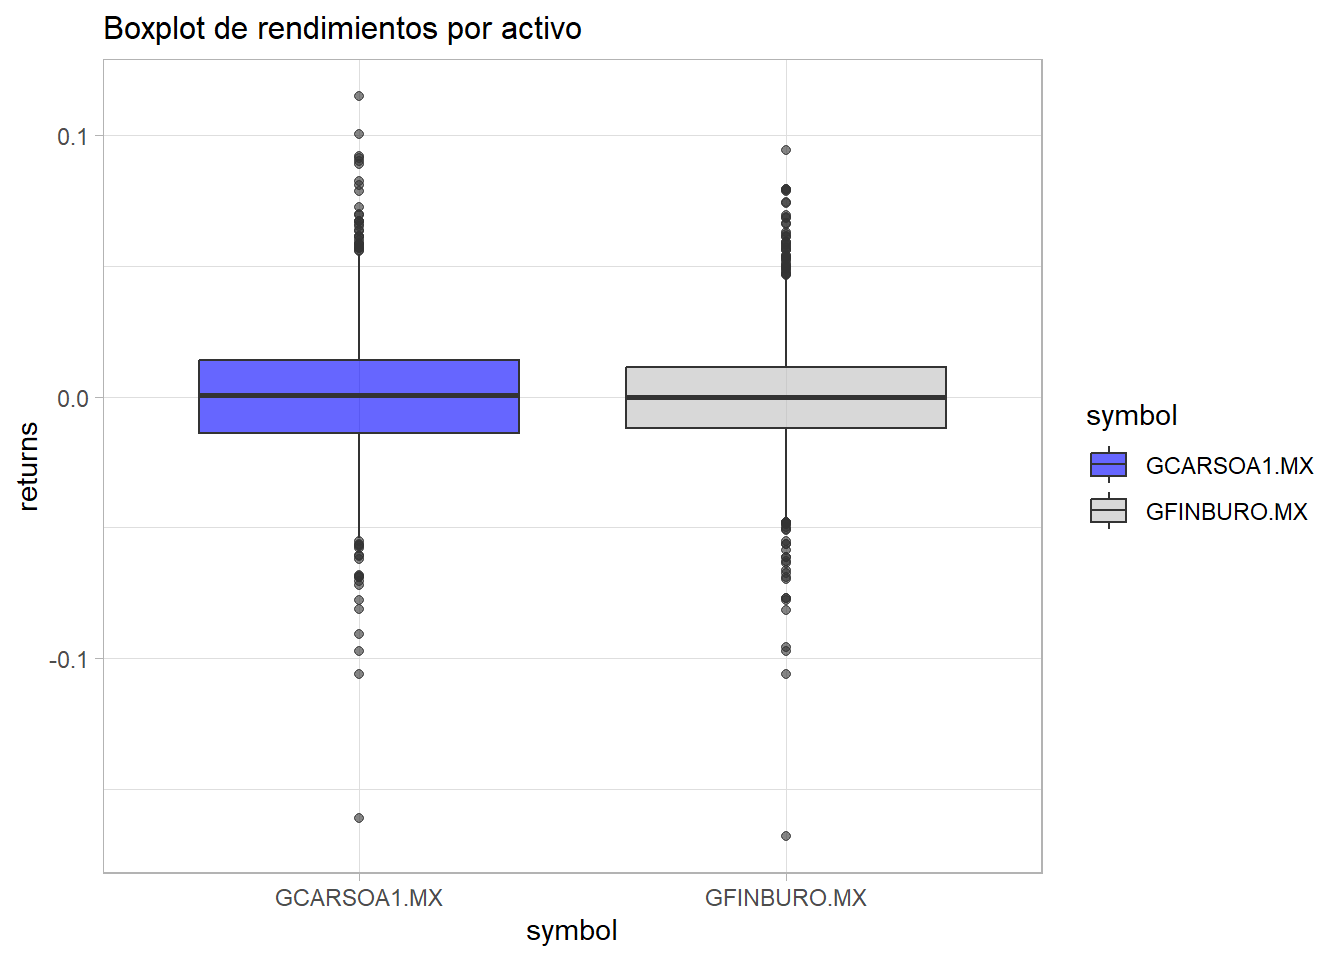 Boxplot de rendimientos por activo
0.1
0.0
-0.1
returns
GCARSOA1.MX
GFINBURO.MX
symbol
symbol
GCARSOA1.MX
GFINBURO.MX